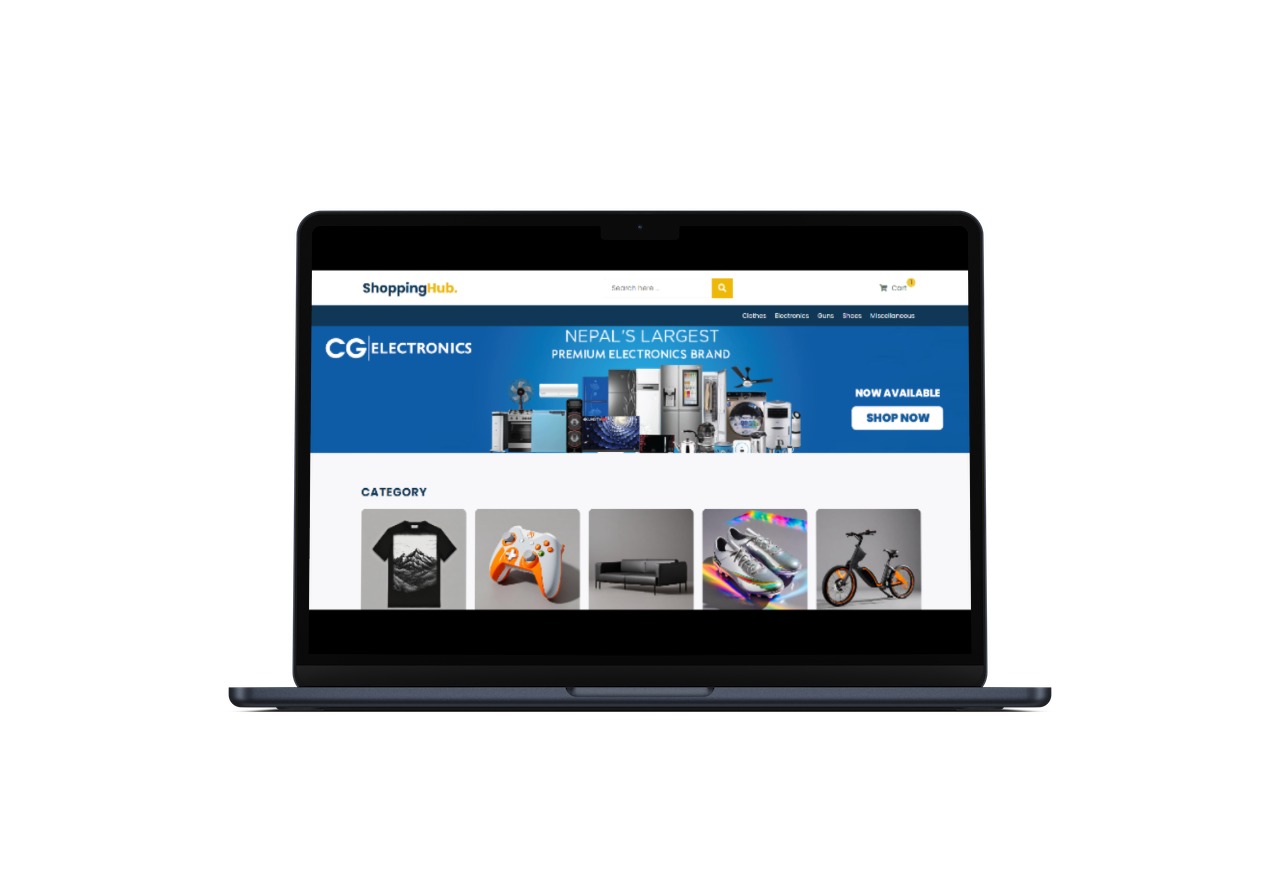 ShoppingHub.
Search here...
Cart
1
Clothes Electronics Guns Shoes Miscellaneous
CG|ELECTRONICS
NEPAL'S LARGEST
PREMIUM ELECTRONICS BRAND
NOW AVAILABLE
SHOP NOW
CATEGORY